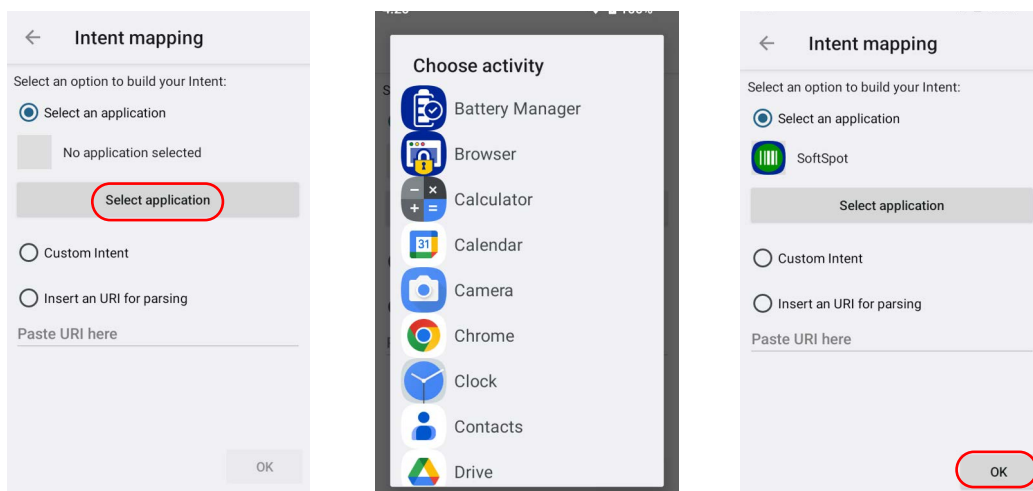 Intent mapping
Select an option to build your Intent:
Select an application
No application selected
Select application
Custom Intent
Insert an URI for parsing
Paste URI here
OK
Choose activity
Battery Manager
Browser
Calculator
31 Calendar
Camera
Chrome
Clock
Contacts
Drive
Intent mapping
Select an option to build your Intent:
Select an application
SoftSpot
Select application
Custom Intent
Insert an URI for parsing
Paste URI here
OK